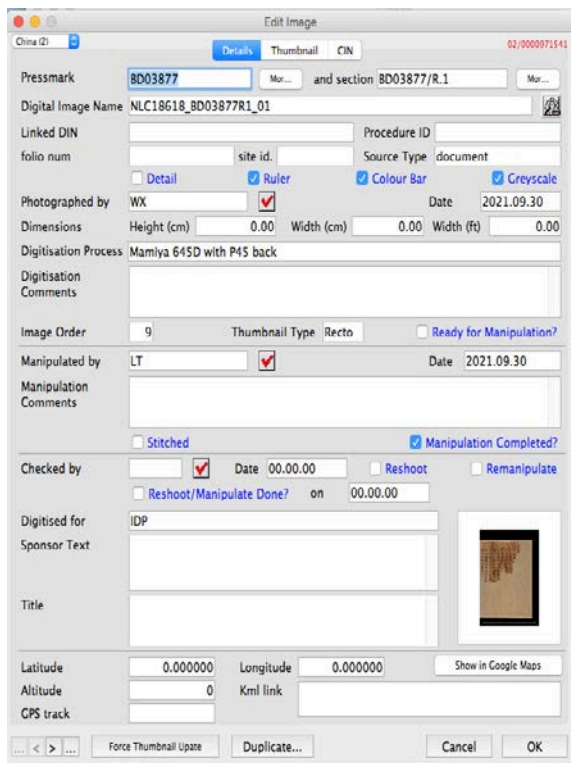 Edit Image
China (2)
Details Thumbnail CIN
02/0000971541
Pressmark BD03877 Mor... and section BD03877/R.1 Mor...
Digital Image Name NLC18618_BD03877R1_01
Linked DIN Procedure ID
folio num site id. Source Type document
Detail Ruler Colour Bar Greyscale
Photographed by WX Date 2021.09.30
Dimensions Height (cm) 0.00 Width (cm) 0.00 Width (ft) 0.00
Digitisation Process Mamiya 645D with P45 back
Digitisation
Comments
Image Order 9 Thumbnail Type Recto Ready for Manipulation?
Manipulated by LT Date 2021.09.30
Manipulation
Comments
Stitched Manipulation Completed?
Checked by Date 00.00.00 Reshoot Remanipulate
Reshoot/Manipulate Done? on 00.00.00
Digitised for IDP
Sponsor Text
Title
Latitude 0.000000 Longitude 0.000000 Show in Google Maps
Altitude 0 Kml link
GPS track
... < > ... Force Thumbnail Upate Duplicate... Cancel OK